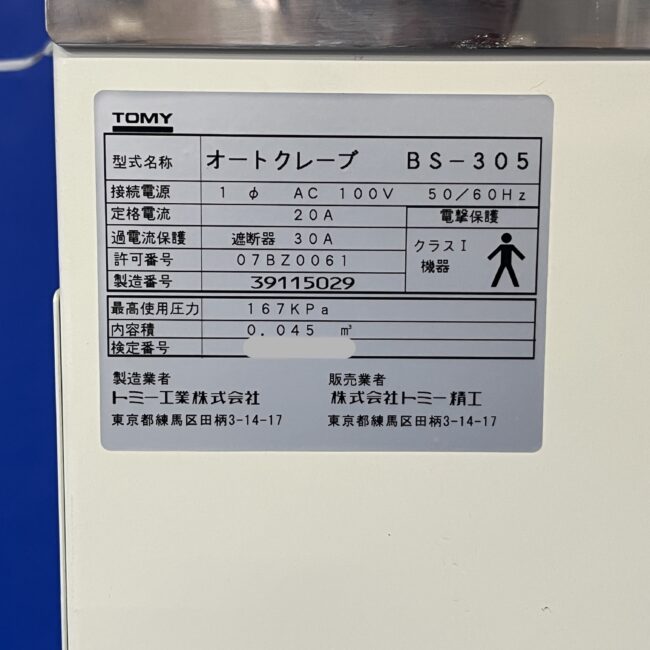 TOMY
型式名称 オートクレーブ BS-305
接続電源 1 φ AC 100V 50/60Hz
定格電流 20A 電撃保護
過電流保護 遮断器 30A クラスⅠ
許可番号 07BZ0061 機器
製造番号 39115029
最高使用圧力 167KPa
内容積 0.045 m³
検定番号
製造業者 販売業者
トミー工業株式会社 株式会社トミー精工
東京都練馬区田柄3-14-17 東京都練馬区田柄3-14-17